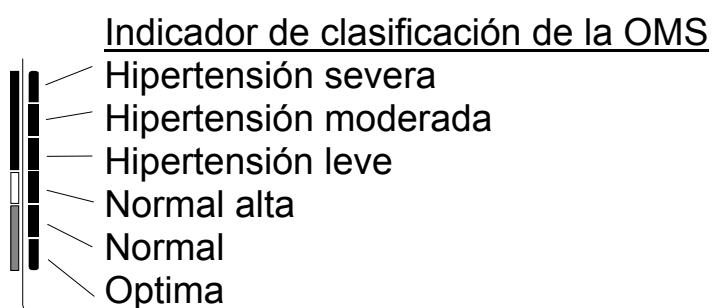 Indicador de clasificación de la OMS
Hipertensión severa
Hipertensión moderada
Hipertensión leve
Normal alta
Normal
Optima